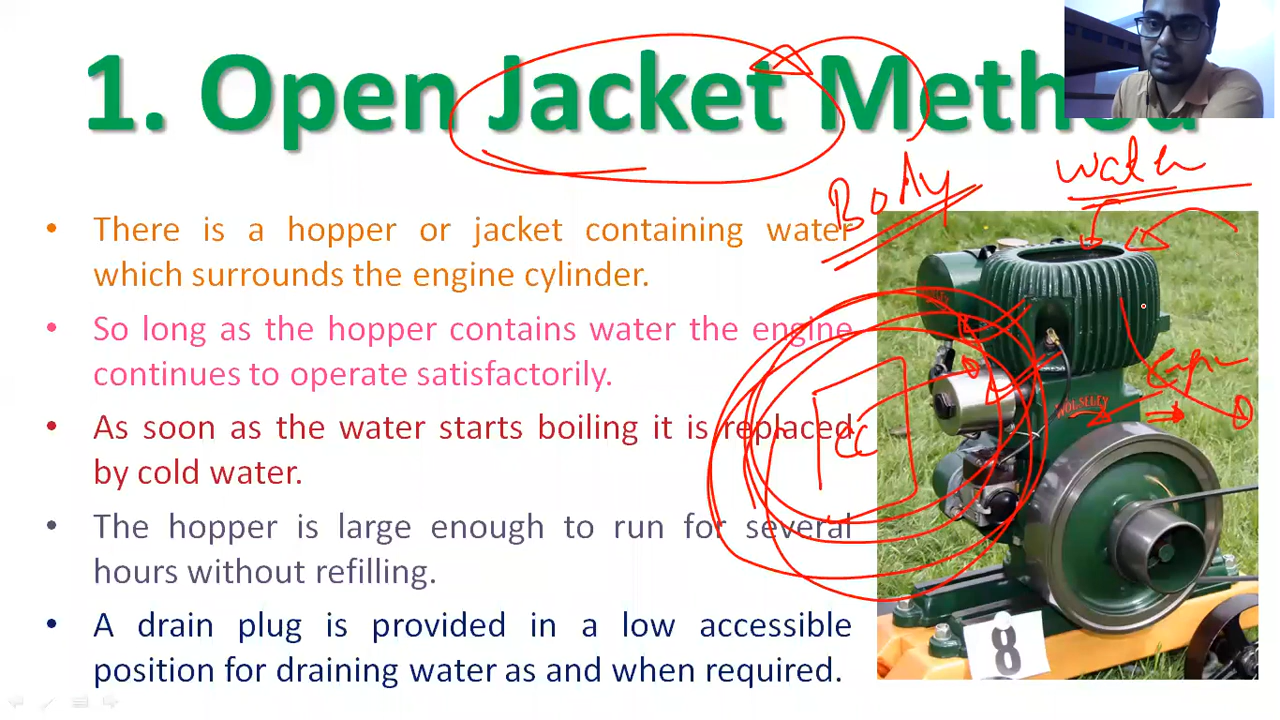 1. Open Jacket Method
Body
water
• There is a hopper or jacket containing water
which surrounds the engine cylinder.
• So long as the hopper contains water the engine
continues to operate satisfactorily.
• As soon as the water starts boiling it is replaced
by cold water.
• The hopper is large enough to run for several
hours without refilling.
• A drain plug is provided in a low accessible
position for draining water as and when required.
WOLSELEY
8